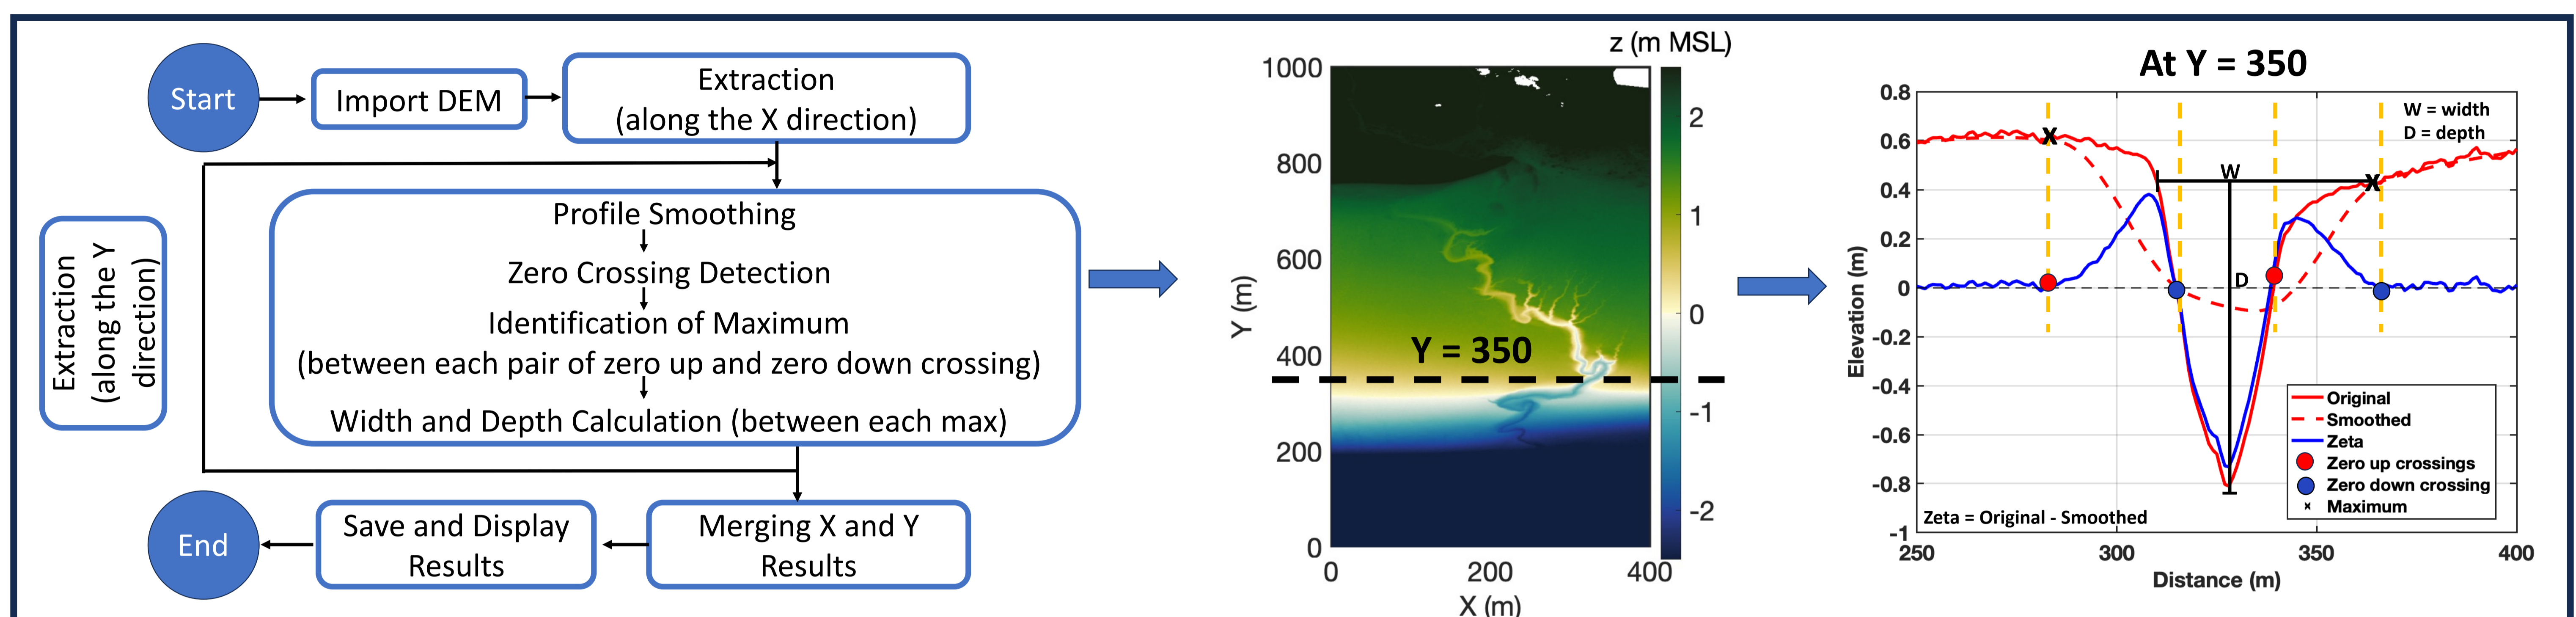 Start
Import DEM
Extraction
(along the X direction)
Extraction
(along the Y
direction)
Profile Smoothing
Zero Crossing Detection
Identification of Maximum
(between each pair of zero up and zero down crossing)
Width and Depth Calculation (between each max)
Merging X and Y
Results
Save and Display
Results
End
z (m MSL)
1000
800
600
400
200
0
Y (m)
Y = 350
0
200
400
X (m)
2
1
0
-1
-2
At Y = 350
0.8
0.6
0.4
0.2
0
-0.2
-0.4
-0.6
-0.8
-1
Elevation (m)
W = width
D = depth
W
D
Original
Smoothed
Zeta
Zero up crossings
Zero down crossing
Maximum
Zeta = Original - Smoothed
250
300
350
400
Distance (m)